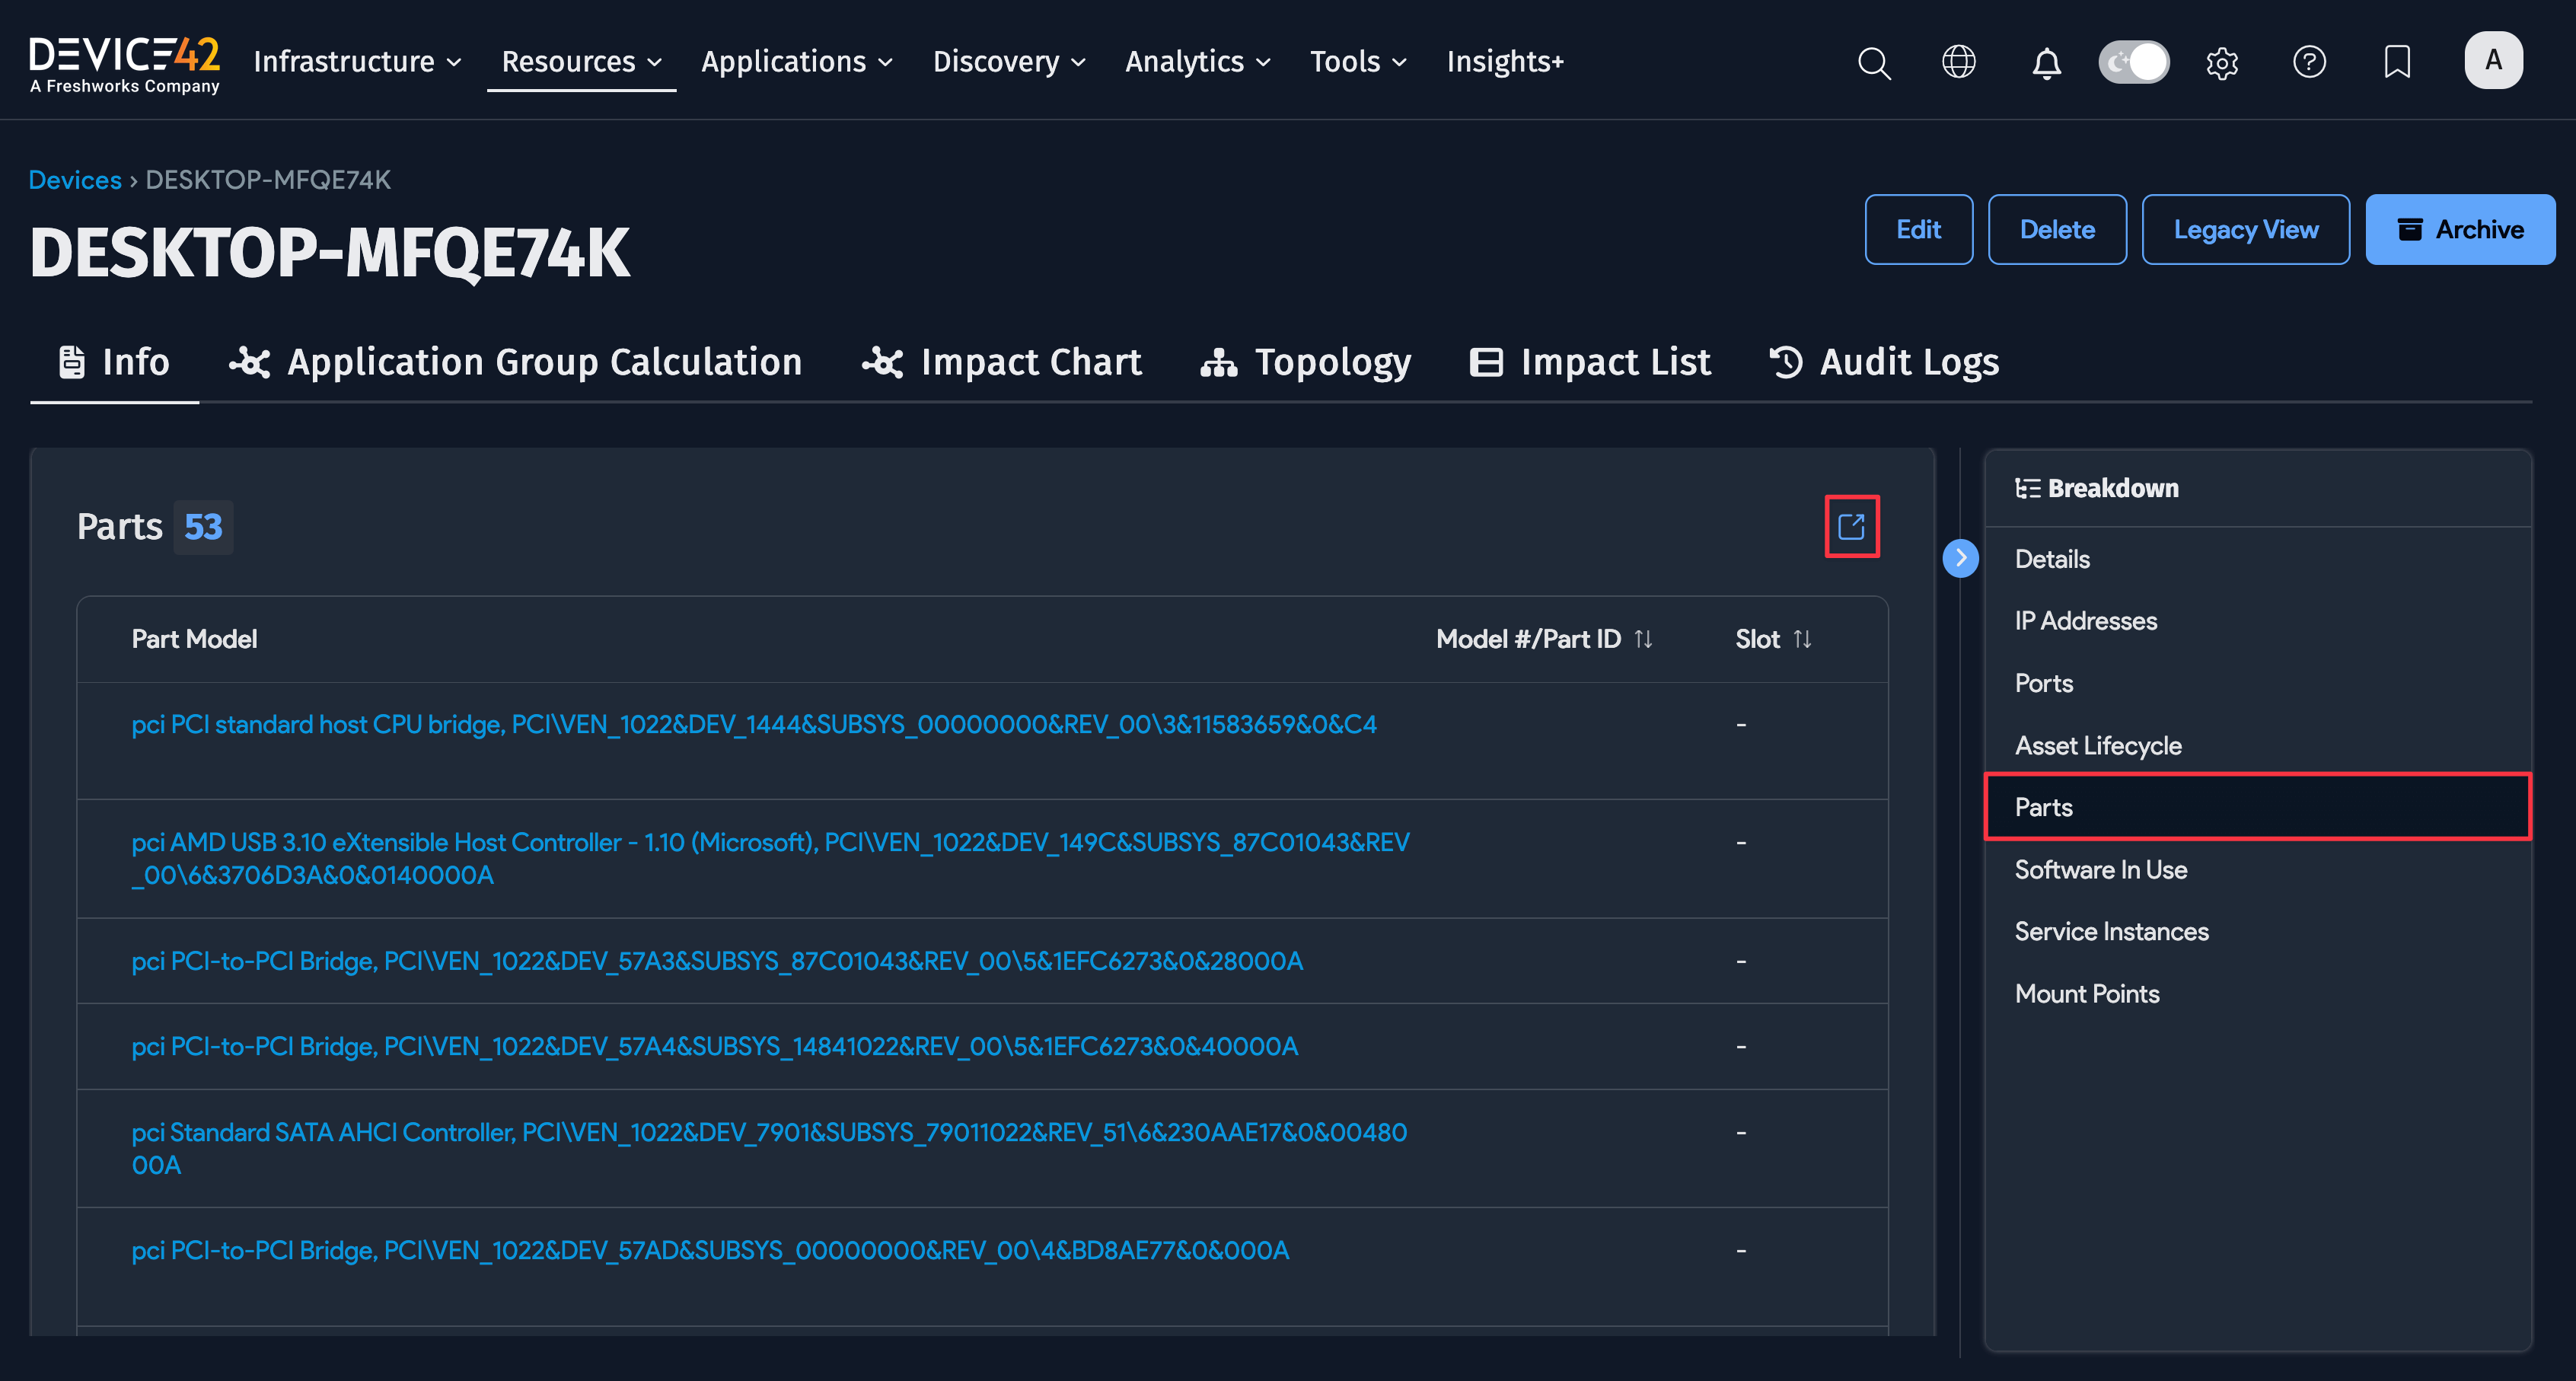 DEVICE42
A Freshworks Company
Infrastructure
Resources
Applications
Discovery
Analytics
Tools
Insights+
A
Devices › DESKTOP-MFQE74K
DESKTOP-MFQE74K
Edit
Delete
Legacy View
Archive
Info
Application Group Calculation
Impact Chart
Topology
Impact List
Audit Logs
Parts 53
Part Model
Model #/Part ID
Slot
pci PCI standard host CPU bridge, PCI\VEN_1022&DEV_1444&SUBSYS_00000000&REV_00\3&11583659&0&C4
-
pci AMD USB 3.10 eXtensible Host Controller - 1.10 (Microsoft), PCI\VEN_1022&DEV_149C&SUBSYS_87C01043&REV
_00\6&3706D3A&0&0140000A
-
pci PCI-to-PCI Bridge, PCI\VEN_1022&DEV_57A3&SUBSYS_87C01043&REV_00\5&1EFC6273&0&28000A
-
pci PCI-to-PCI Bridge, PCI\VEN_1022&DEV_57A4&SUBSYS_14841022&REV_00\5&1EFC6273&0&40000A
-
pci Standard SATA AHCI Controller, PCI\VEN_1022&DEV_7901&SUBSYS_79011022&REV_51\6&230AAE17&0&00480
00A
-
pci PCI-to-PCI Bridge, PCI\VEN_1022&DEV_57AD&SUBSYS_00000000&REV_00\4&BD8AE77&0&000A
-
Breakdown
Details
IP Addresses
Ports
Asset Lifecycle
Parts
Software In Use
Service Instances
Mount Points